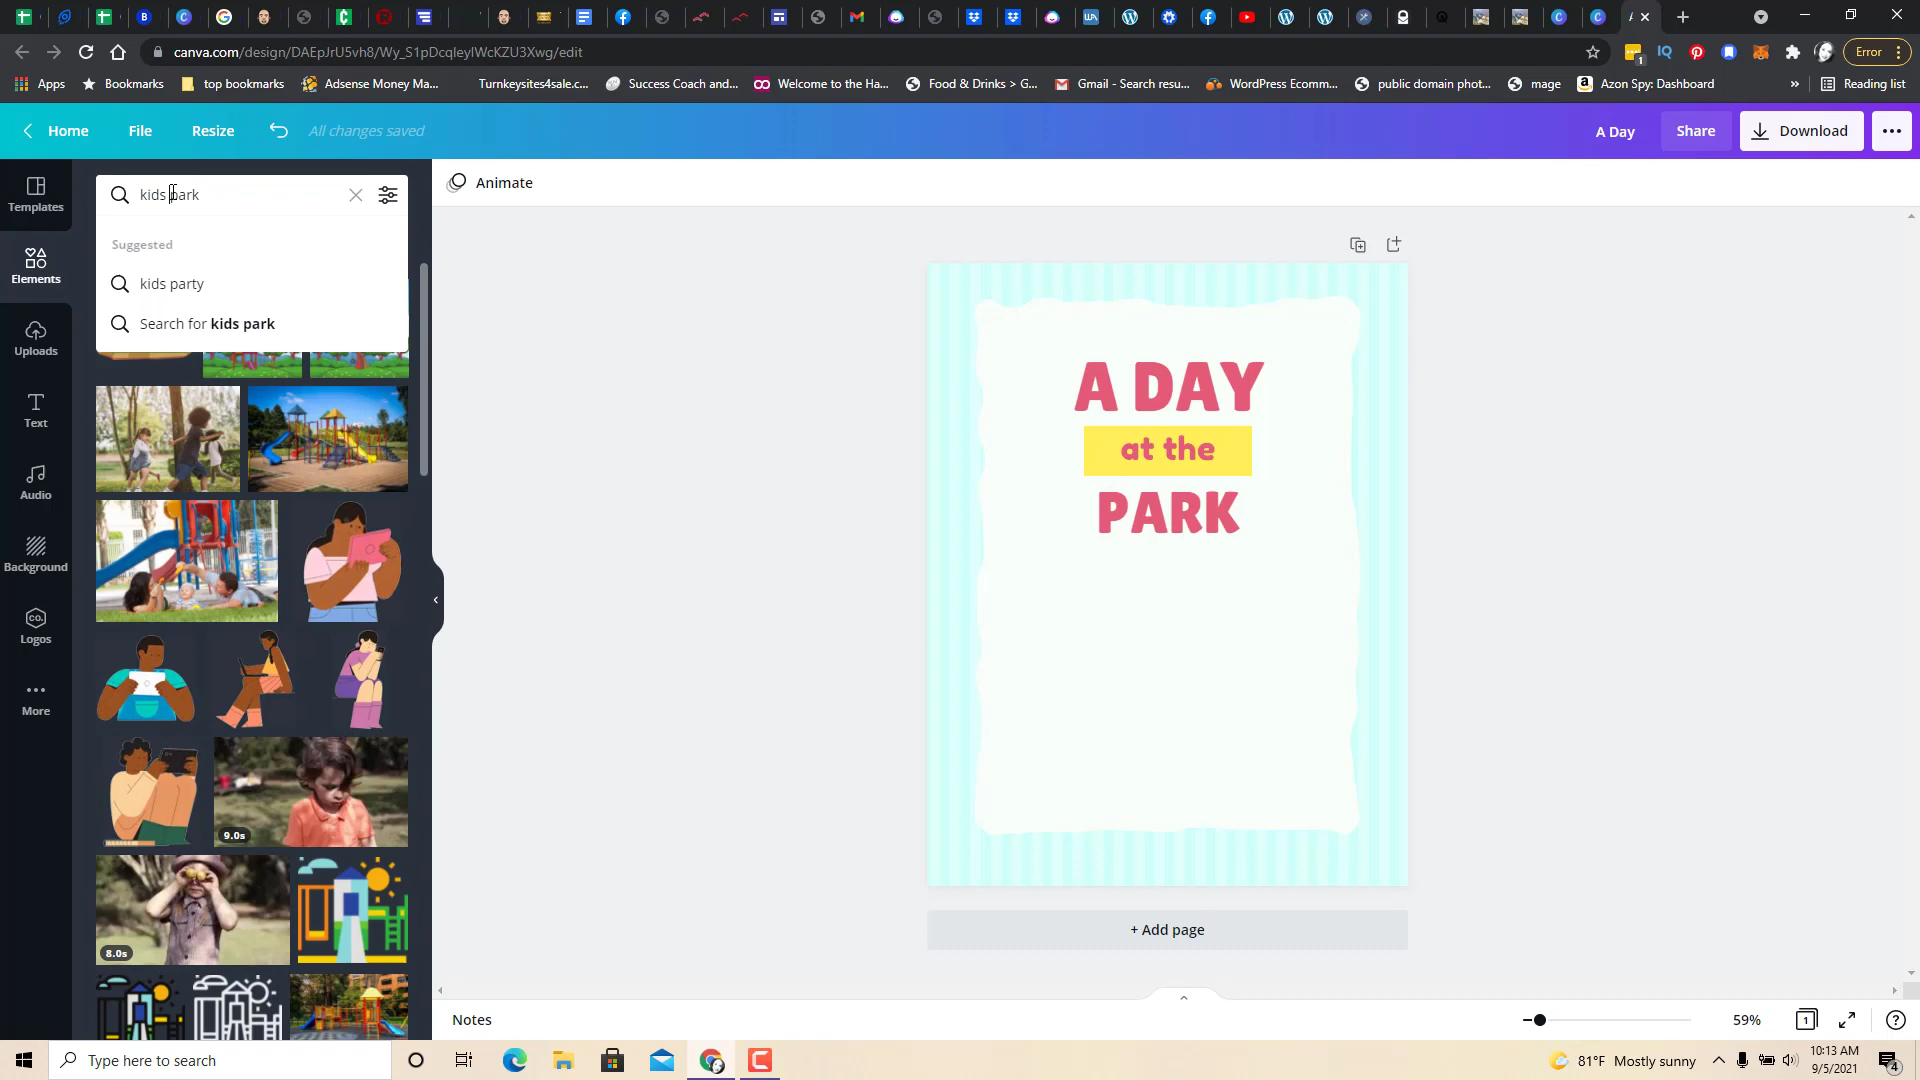 canva.com/design/DAEpJrU5vh8/Wy_S1pDcqleylWcKZU3Xwg/edit
Error
1
Apps
Bookmarks
top bookmarks
Adsense Money Ma...
Turnkeysites4sale.c...
Success Coach and...
Welcome to the Ha...
Food & Drinks > G...
Gmail - Search resu...
WordPress Ecomm...
public domain phot...
mage
Azon Spy: Dashboard
»
Reading list
Home
File
Resize
All changes saved
A Day
Share
Download
Templates
Elements
Uploads
Text
Audio
Background
CO.
Logos
More
kids park
Suggested
kids party
Search for kids park
9.0s
8.0s
Animate
A DAY
at the
PARK
+ Add page
Notes
59%
1
Type here to search
81°F Mostly sunny
10:13 AM
9/5/2021
4